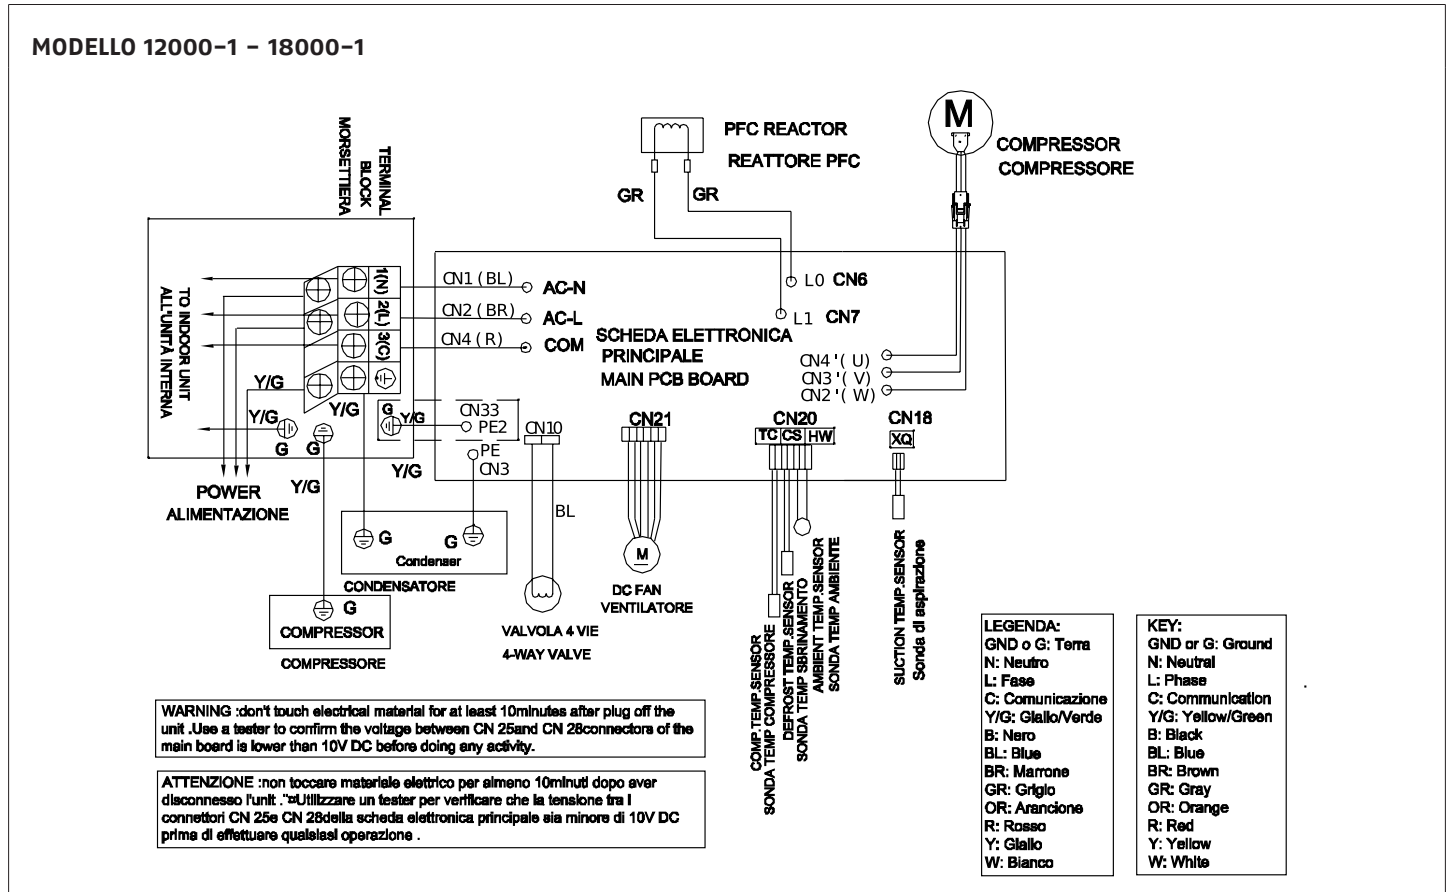 MODELLO 12000-1 - 18000-1
PFC REACTOR
REATTORE PFC
GR
GR
M
COMPRESSOR
COMPRESSORE
TERMINAL
BLOCK
MORSETTIERA
TO INDOOR UNIT
ALL'UNITÀ INTERNA
1(N)
2(L)
3(C)
CN1 ( BL )
AC-N
CN2 ( BR )
AC-L
CN4 ( R )
COM
L0 CN6
L1 CN7
SCHEDA ELETTRONICA
PRINCIPALE
MAIN PCB BOARD
CN4 '( U)
CN3 '( V)
CN2 '( W)
Y/G
Y/G
Y/G
G
G
G
Y/G
CN33
PE2
PE
CN3
Y/G
Y/G
CN10
CN21
CN20
TC CS HW
CN18
XQ
POWER
ALIMENTAZIONE
BL
G
G
Condenser
CONDENSATORE
G
COMPRESSOR
COMPRESSORE
VALVOLA 4 VIE
4-WAY VALVE
M
DC FAN
VENTILATORE
COMP.TEMP.SENSOR
SONDA TEMP COMPRESSORE
DEFROST TEMP.SENSOR
SONDA TEMP SBRINAMENTO
AMBIENT TEMP.SENSOR
SONDA TEMP AMBIENTE
SUCTION TEMP.SENSOR
Sonda di aspirazione
WARNING :don't touch electrical material for at least 10minutes after plug off the
unit .Use a tester to confirm the voltage between CN 25and CN 28connectors of the
main board is lower than 10V DC before doing any activity.
ATTENZIONE :non toccare materiale elettrico per almeno 10minuti dopo aver
disconnesso l'unit ."¤Utilizzare un tester per verificare che la tensione tra i
connettori CN 25e CN 28della scheda elettronica principale sia minore di 10V DC
prima di effettuare qualsiasi operazione .
LEGENDA:
GND o G: Terra
N: Neutro
L: Fase
C: Comunicazione
Y/G: Giallo/Verde
B: Nero
BL: Blue
BR: Marrone
GR: Grigio
OR: Arancione
R: Rosso
Y: Giallo
W: Bianco
KEY:
GND or G: Ground
N: Neutral
L: Phase
C: Communication
Y/G: Yellow/Green
B: Black
BL: Blue
BR: Brown
GR: Gray
OR: Orange
R: Red
Y: Yellow
W: White